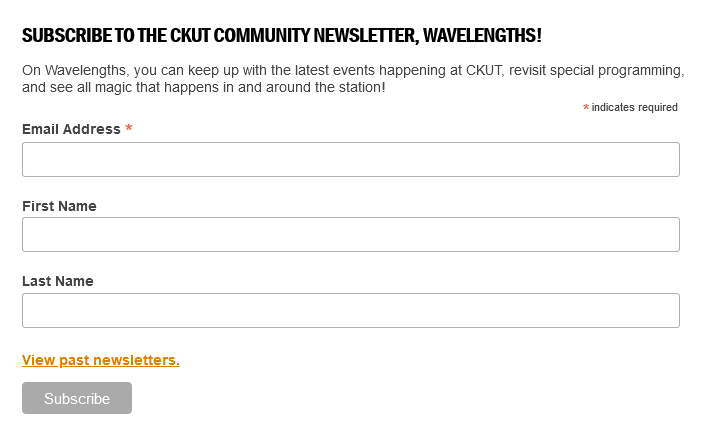 SUBSCRIBE TO THE CKUT COMMUNITY NEWSLETTER, WAVELENGTHS!
On Wavelengths, you can keep up with the latest events happening at CKUT, revisit special programming,
and see all magic that happens in and around the station!
* indicates required
Email Address *
First Name
Last Name
View past newsletters.
Subscribe